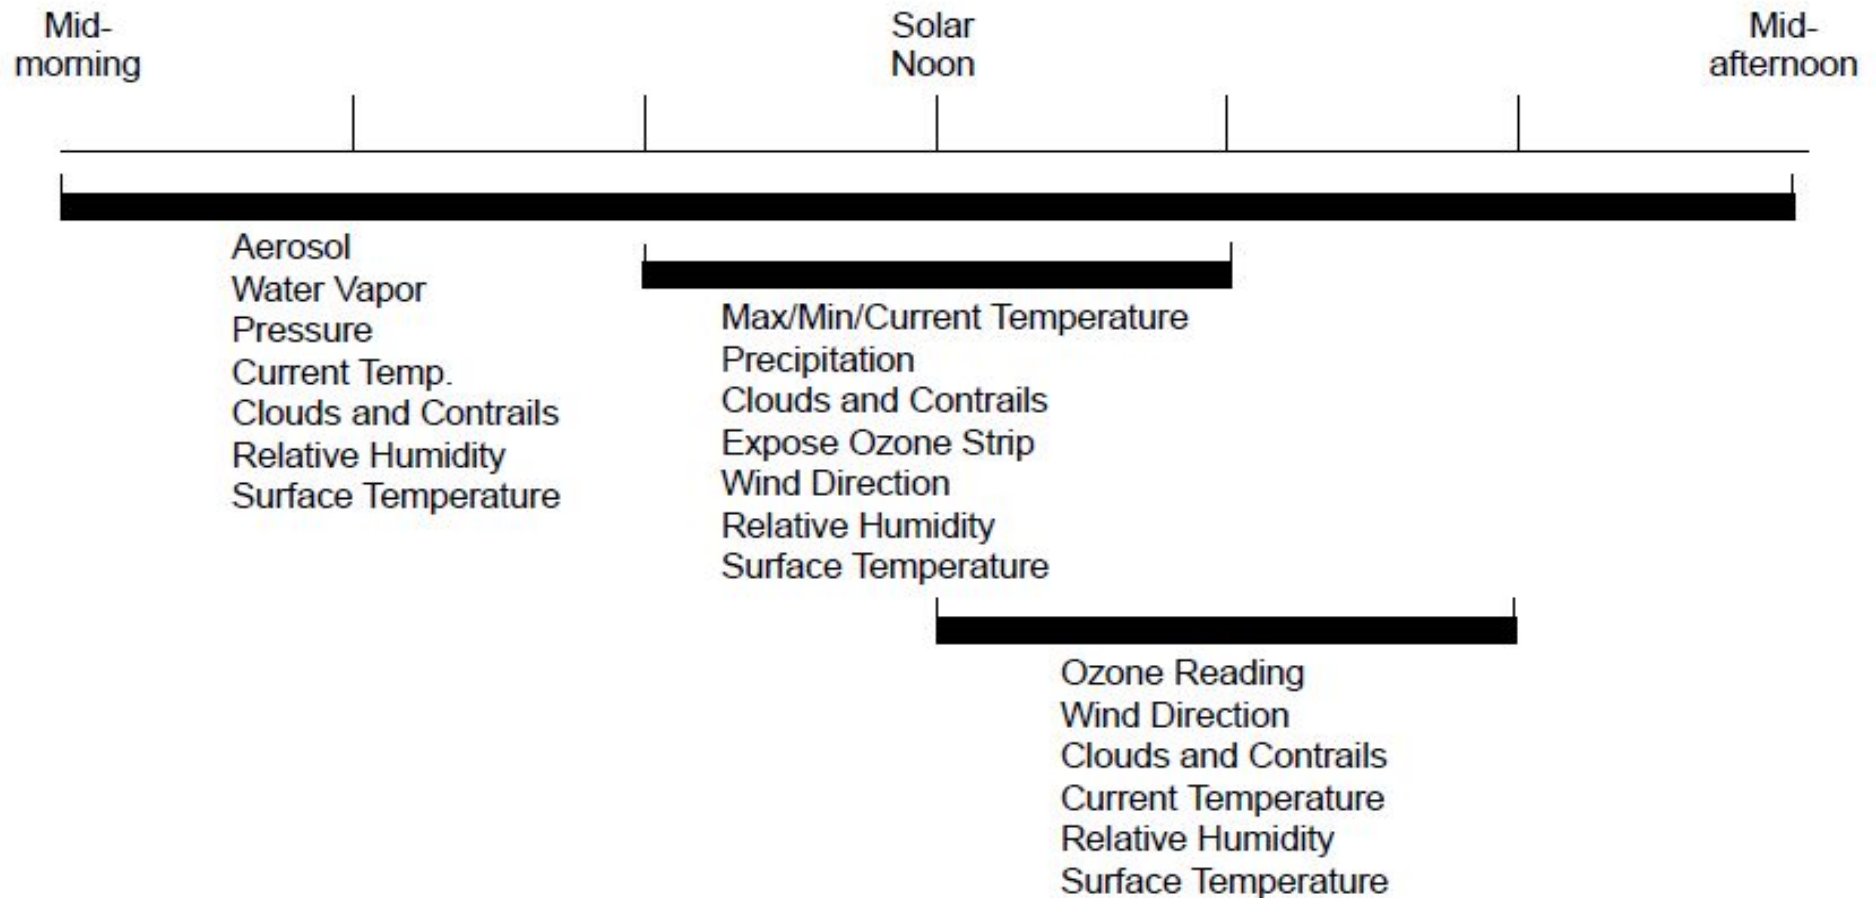 Mid-
morning
Solar
Noon
Mid-
afternoon
Aerosol
Water Vapor
Pressure
Current Temp.
Clouds and Contrails
Relative Humidity
Surface Temperature
Max/Min/Current Temperature
Precipitation
Clouds and Contrails
Expose Ozone Strip
Wind Direction
Relative Humidity
Surface Temperature
Ozone Reading
Wind Direction
Clouds and Contrails
Current Temperature
Relative Humidity
Surface Temperature